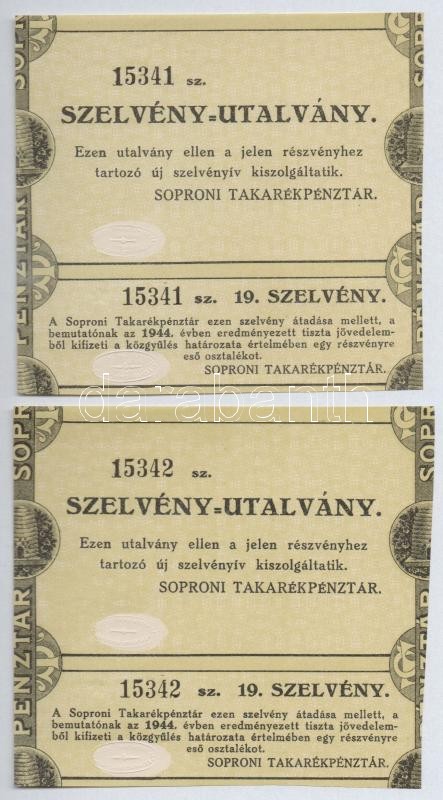 SOPR
PÉNZTÁR
15341 sz.
SZELVÉNY=UTALVÁNY.
Ezen utalvány ellen a jelen részvényhez
tartozó új szelvényív kiszolgáltatik.
SOPRONI TAKARÉKPÉNZTÁR.
15341 sz. 19. SZELVÉNY.
A Soproni Takarékpénztár ezen szelvény átadása mellett, a
bemutatónak az 1944. évben eredményezett tiszta jövedelem-
ből kifizeti a közgyűlés határozata értelmében egy részvényre
eső osztalékot.
SOPRONI TAKARÉKPÉNZTÁR.
darabanth
SOPR
PÉNZTÁR
15342 sz.
SZELVÉNY=UTALVÁNY.
Ezen utalvány ellen a jelen részvényhez
tartozó új szelvényív kiszolgáltatik.
SOPRONI TAKARÉKPÉNZTÁR.
15342 sz. 19. SZELVÉNY.
A Soproni Takarékpénztár ezen szelvény átadása mellett, a
bemutatónak az 1944. évben eredményezett tiszta jövedelem-
ből kifizeti a közgyűlés határozata értelmében egy részvényre
eső osztalékot.
SOPRONI TAKARÉKPÉNZTÁR.